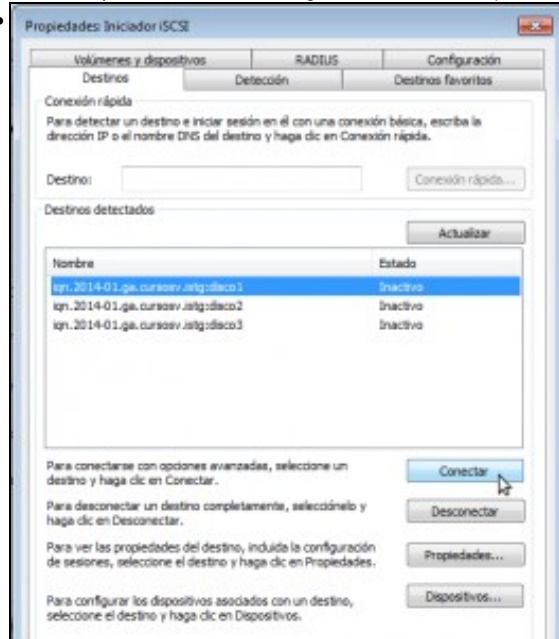 Propiedades: Iniciador iSCSI
Volúmenes y dispositivos RADIUS Configuración
Destinos Detección Destinos favoritos
Conexión rápida
Para detectar un destino e iniciar sesión en él con una conexión básica, escriba la
dirección IP o el nombre DNS del destino y haga clic en Conexión rápida.
Destino: Conexión rápida...
Destinos detectados
Actualizar
Nombre Estado
iqn.2014-01.ga.cursosv.istg:disco1 Inactivo
iqn.2014-01.ga.cursosv.istg:disco2 Inactivo
iqn.2014-01.ga.cursosv.istg:disco3 Inactivo
Para conectarse con opciones avanzadas, seleccione un
destino y haga clic en Conectar.
Conectar
Para desconectar un destino completamente, selecciónelo y
haga clic en Desconectar.
Desconectar
Para ver las propiedades del destino, incluida la configuración
de sesiones, seleccione el destino y haga clic en Propiedades.
Propiedades...
Para configurar los dispositivos asociados con un destino,
seleccione el destino y haga clic en Dispositivos.
Dispositivos...